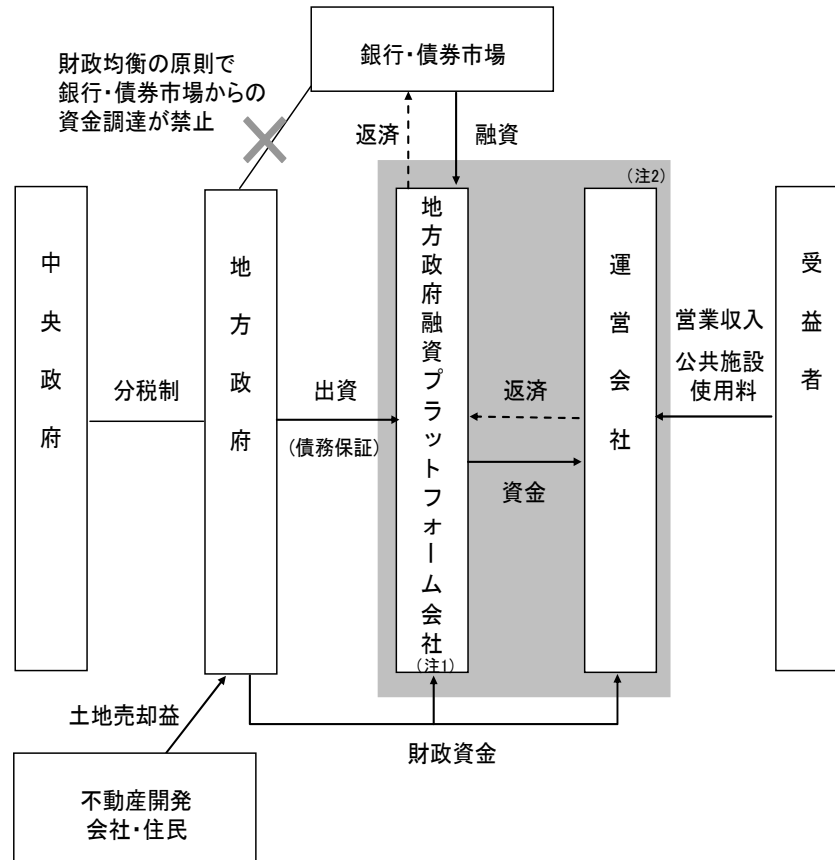 銀行・債券市場
財政均衡の原則で
銀行・債券市場からの
資金調達が禁止
返済
融資
(注2)
中央政府
分税制
地方政府
出資
(債務保証)
地方政府融資プラットフォーム会社
(注1)
返済
資金
運営会社
営業収入
公共施設
使用料
受益者
土地売却益
財政資金
不動産開発
会社・住民